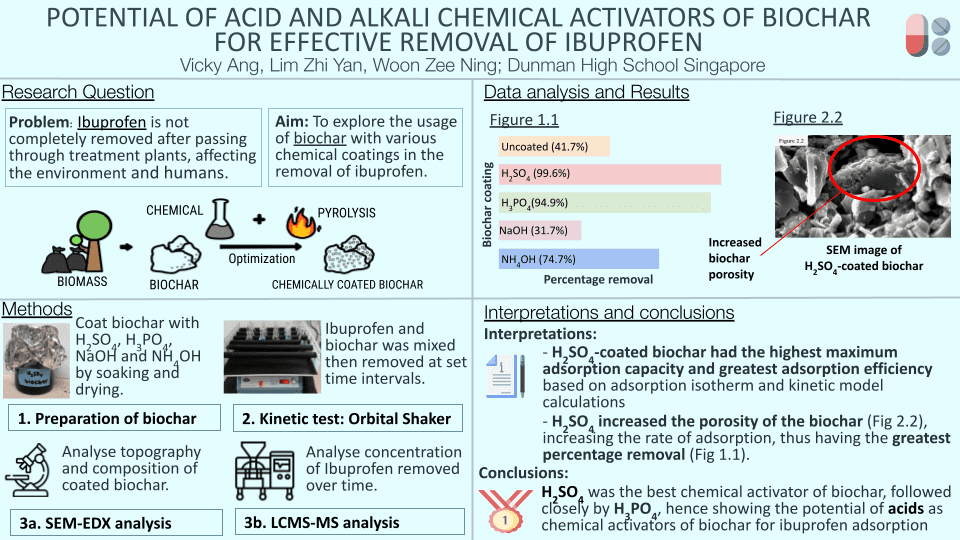 POTENTIAL OF ACID AND ALKALI CHEMICAL ACTIVATORS OF BIOCHAR
FOR EFFECTIVE REMOVAL OF IBUPROFEN
Vicky Ang, Lim Zhi Yan, Woon Zee Ning; Dunman High School Singapore
Research Question
Problem: Ibuprofen is not
completely removed after passing
through treatment plants, affecting
the environment and humans.
Aim: To explore the usage
of biochar with various
chemical coatings in the
removal of ibuprofen.
CHEMICAL
PYROLYSIS
Optimization
BIOMASS
BIOCHAR
CHEMICALLY COATED BIOCHAR
Methods
Coat biochar with
H2SO4, H3PO4,
NaOH and NH4OH
by soaking and
drying.
H2SO4
biochar
1. Preparation of biochar
Ibuprofen and
biochar was mixed
then removed at set
time intervals.
2. Kinetic test: Orbital Shaker
Analyse topography
and composition of
coated biochar.
3a. SEM-EDX analysis
Analyse concentration
of Ibuprofen removed
over time.
3b. LCMS-MS analysis
Data analysis and Results
Figure 1.1
Biochar coating
Uncoated (41.7%)
H2SO4 (99.6%)
H3PO4(94.9%)
NaOH (31.7%)
NH4OH (74.7%)
Percentage removal
Figure 2.2
Figure 2.2
Increased
biochar
porosity
SEM image of
H2SO4-coated biochar
Interpretations and conclusions
Interpretations:
- H2SO4-coated biochar had the highest maximum
adsorption capacity and greatest adsorption efficiency
based on adsorption isotherm and kinetic model
calculations
- H2SO4 increased the porosity of the biochar (Fig 2.2),
increasing the rate of adsorption, thus having the greatest
percentage removal (Fig 1.1).
Conclusions:
1
H2SO4 was the best chemical activator of biochar, followed
closely by H3PO4, hence showing the potential of acids as
chemical activators of biochar for ibuprofen adsorption